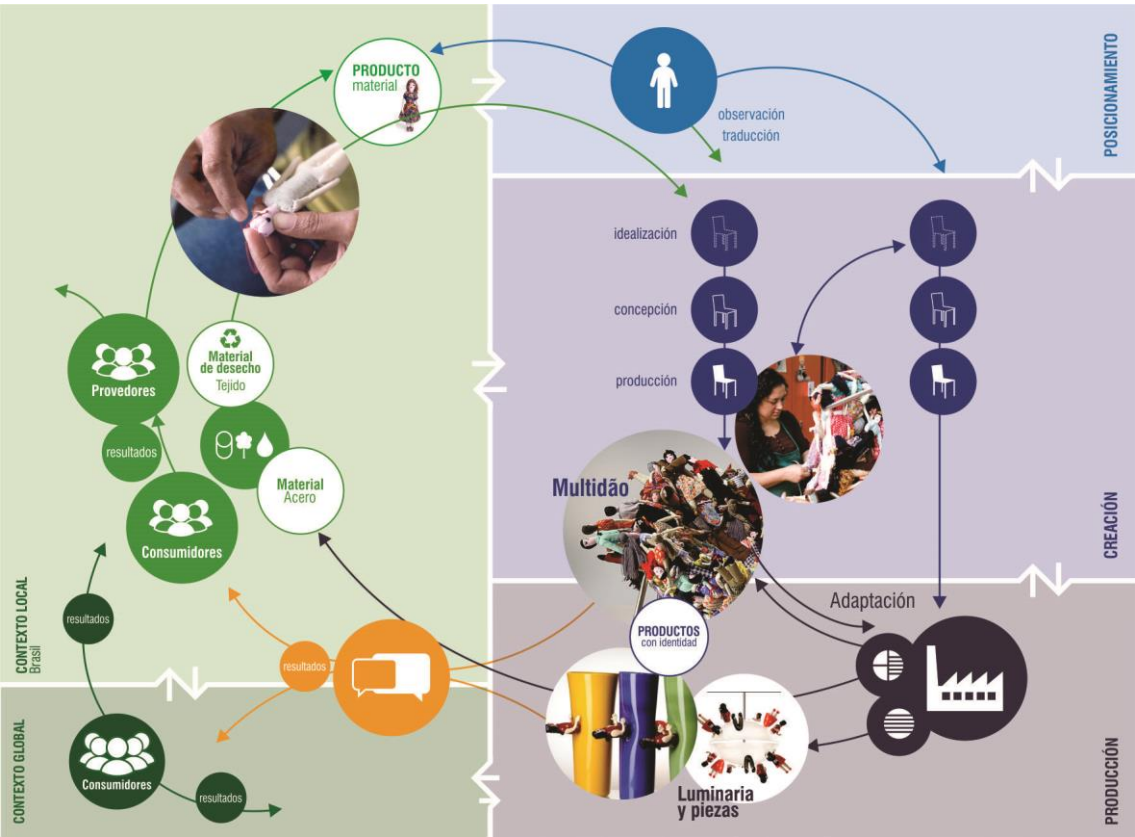 PRODUCTO
material
observación
traducción
POSICIONAMIENTO
idealización
concepción
producción
Material
de desecho
Tejido
Provedores
resultados
Material
Acero
Consumidores
Multidão
CREACIÓN
CONTEXTO LOCAL
Brasil
resultados
resultados
PRODUCTOS
con identidad
Adaptación
CONTEXTO GLOBAL
Consumidores
resultados
Luminaria
y piezas
PRODUCCIÓN